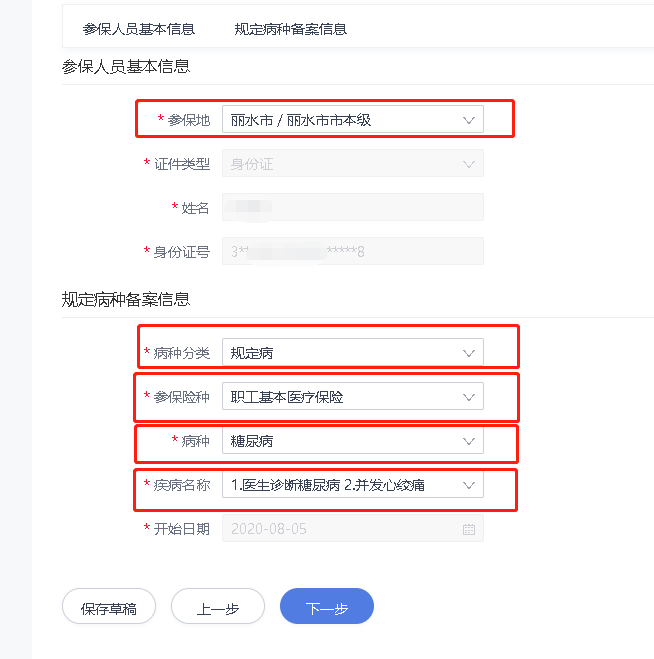 参保人员基本信息 规定病种备案信息
参保人员基本信息
* 参保地 丽水市 / 丽水市市本级
* 证件类型 身份证
* 姓名
* 身份证号 3** *****8
规定病种备案信息
* 病种分类 规定病
* 参保险种 职工基本医疗保险
* 病种 糖尿病
* 疾病名称 1.医生诊断糖尿病 2.并发心绞痛
* 开始日期 2020-08-05
保存草稿 上一步 下一步